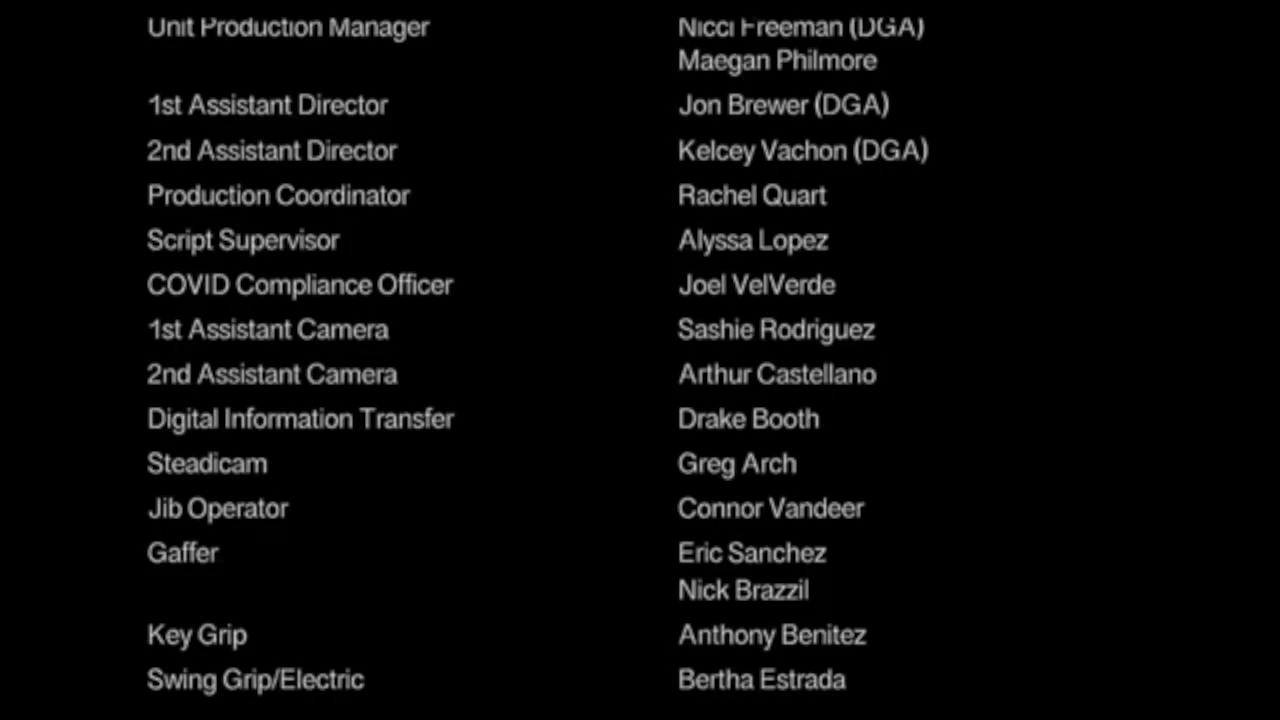 Unit Production Manager Nicci Freeman (DGA)
Maegan Philmore
1st Assistant Director Jon Brewer (DGA)
2nd Assistant Director Kelcey Vachon (DGA)
Production Coordinator Rachel Quart
Script Supervisor Alyssa Lopez
COVID Compliance Officer Joel VelVerde
1st Assistant Camera Sashie Rodriguez
2nd Assistant Camera Arthur Castellano
Digital Information Transfer Drake Booth
Steadicam Greg Arch
Jib Operator Connor Vandeer
Gaffer Eric Sanchez
Nick Brazzil
Key Grip Anthony Benitez
Swing Grip/Electric Bertha Estrada